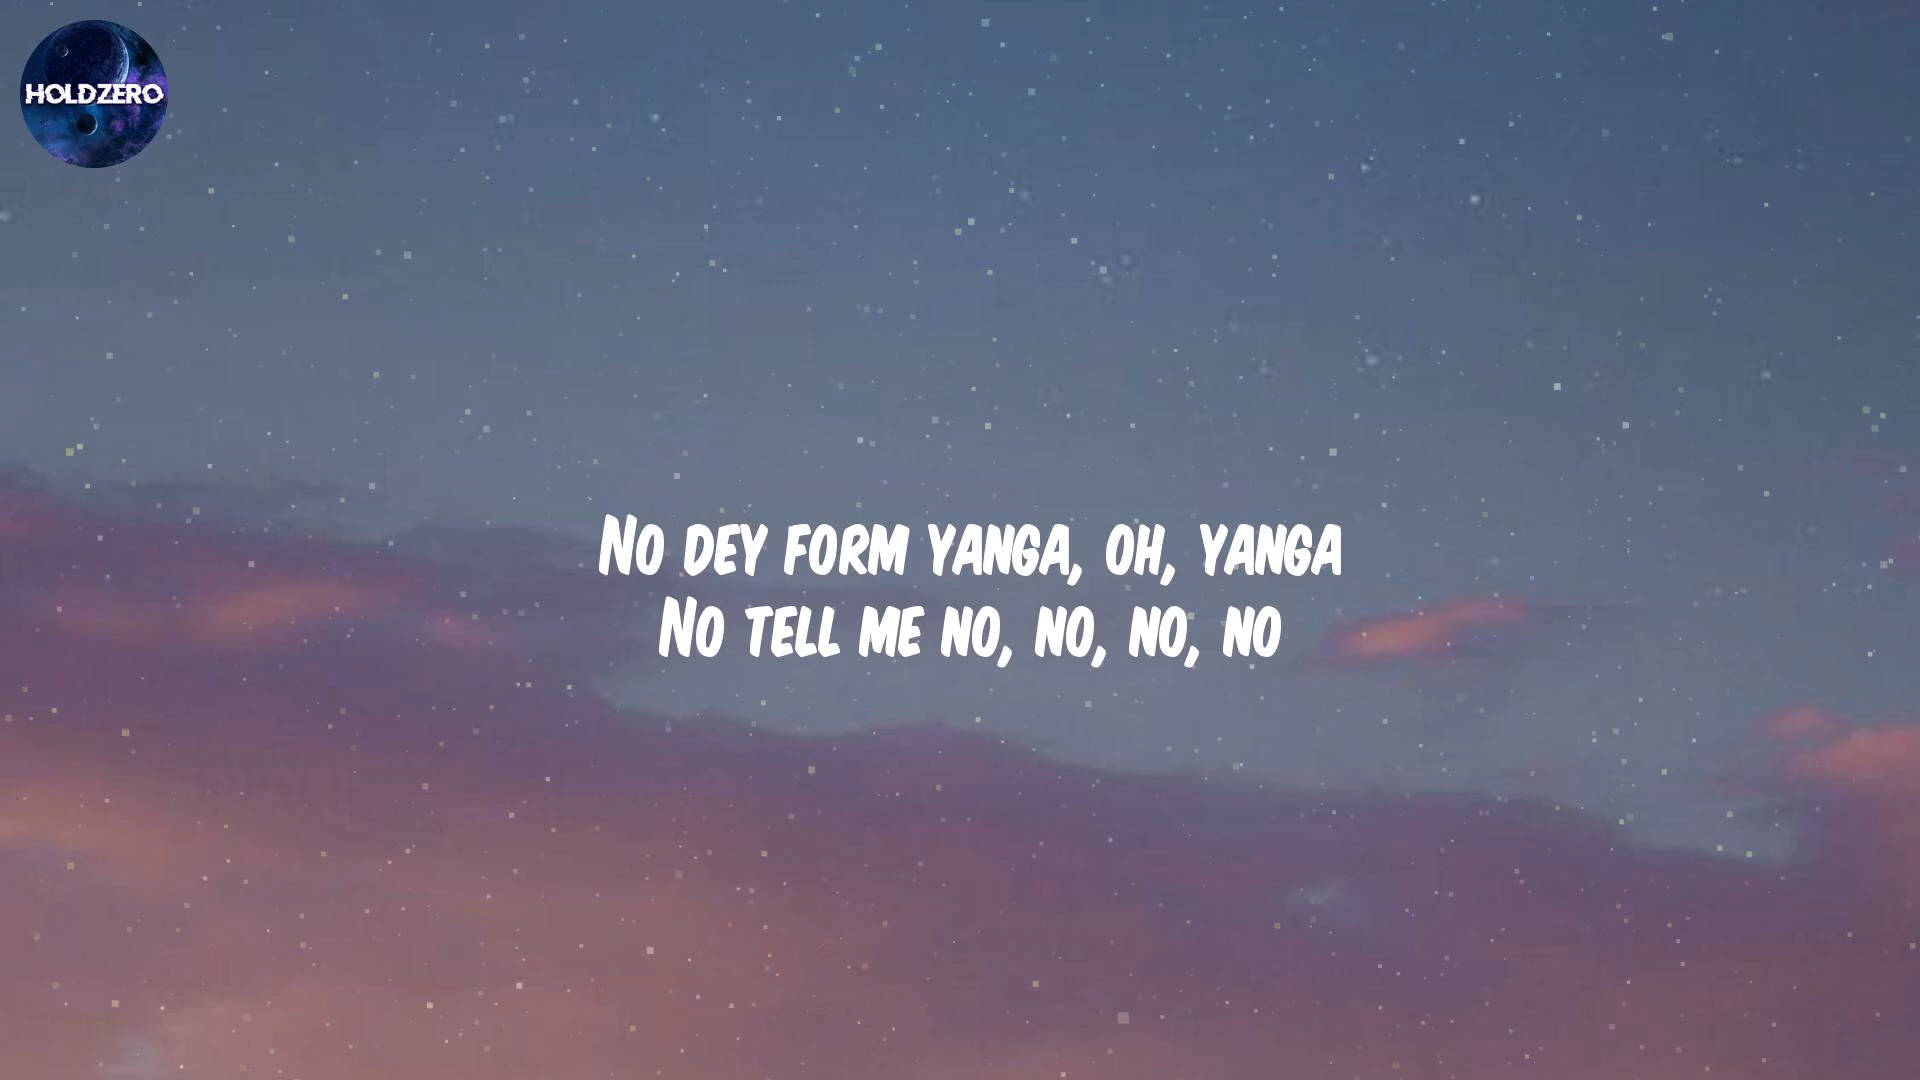 HOLDZERO
No dey form yanga, oh, yanga
No tell me no, no, no, no